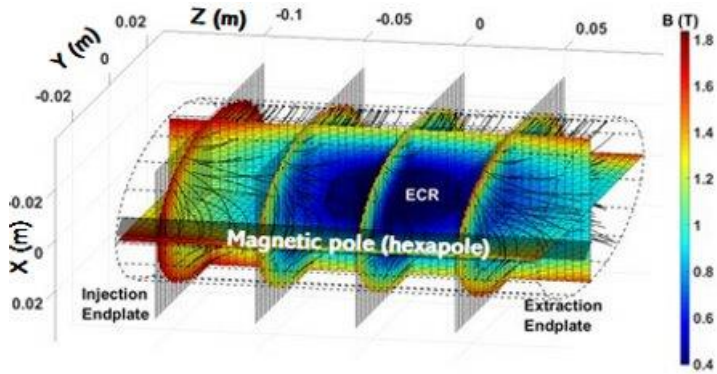 Z (m)
-0.1
-0.05
0
0.05
B (T)
Y (m)
0.02
0
-0.02
1.8
1.6
1.4
1.2
1
0.8
0.6
0.4
X (m)
-0.02
0
0.02
ECR
Magnetic pole (hexapole)
Injection
Endplate
Extraction
Endplate